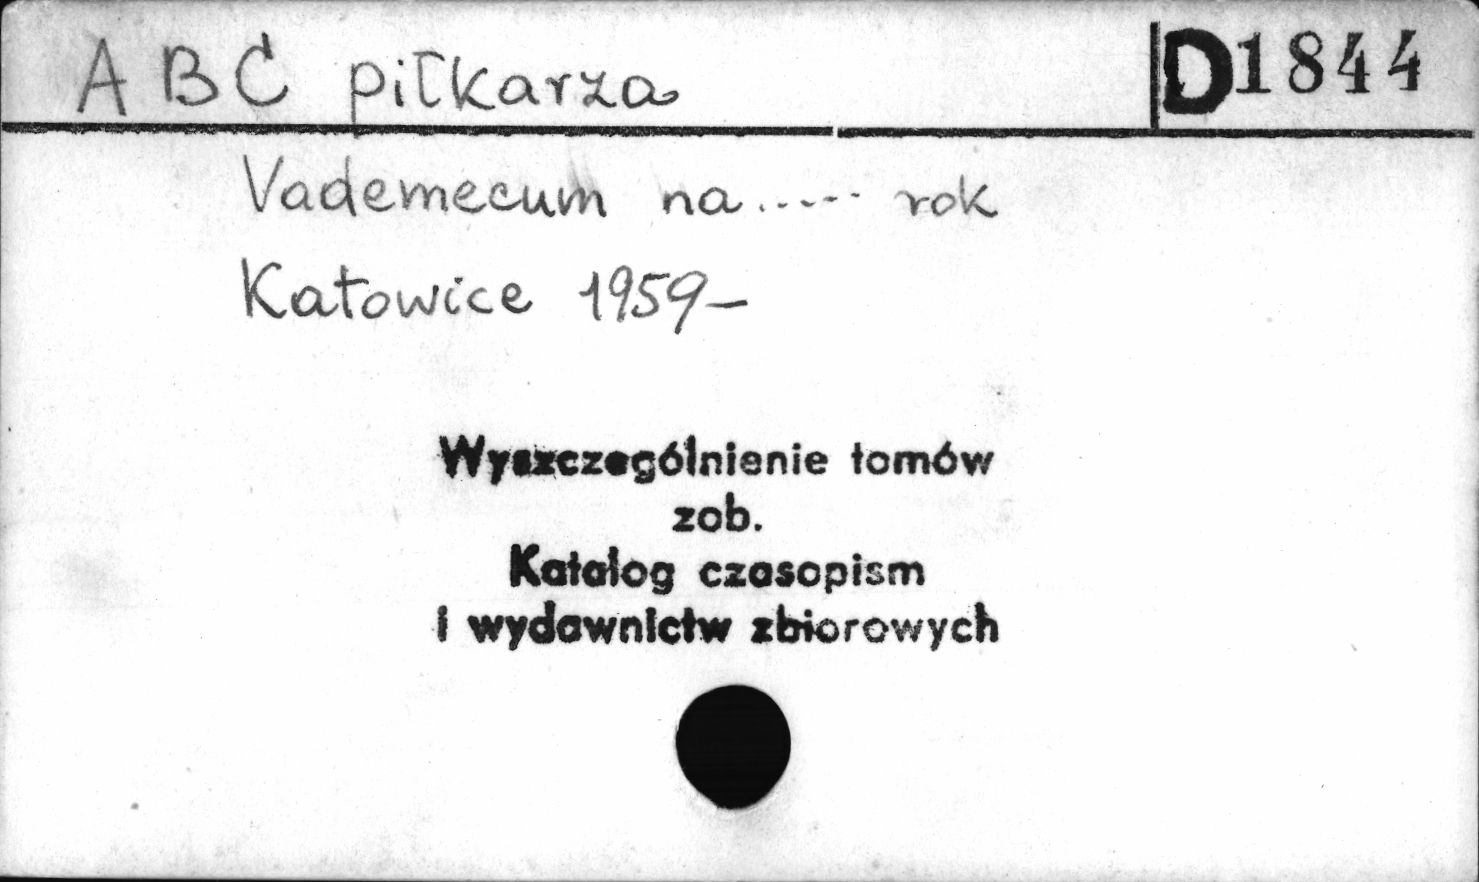 ABC piłkarza D1844
Vademecum na ..... rok
Katowice 1959–
Wyszczególnienie tomów
zob.
Katalog czasopism
i wydawnictw zbiorowych